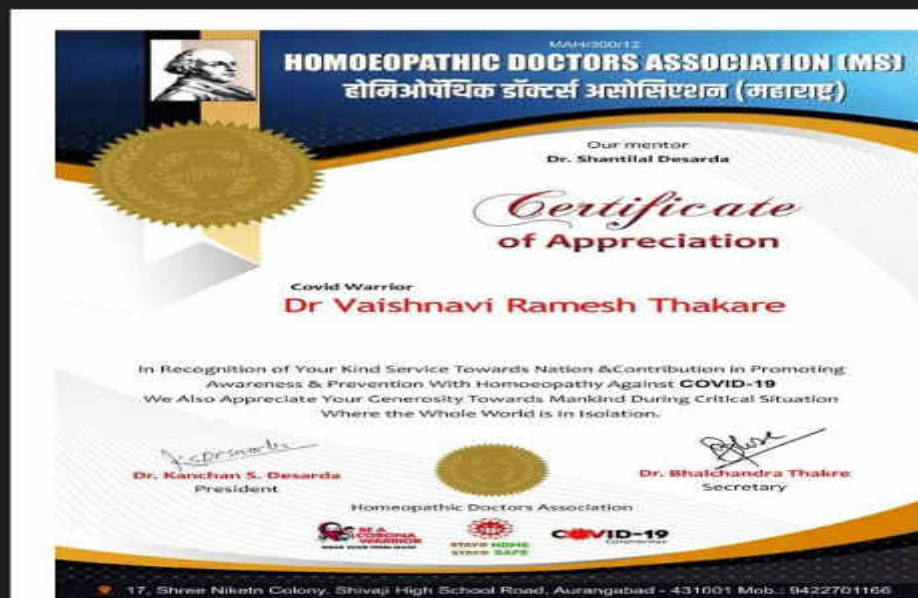 MAH/300/12
HOMOEOPATHIC DOCTORS ASSOCIATION (MS)
होमिओपॅथिक डॉक्टर्स असोसिएशन (महाराष्ट्र)
Our mentor
Dr. Shantilal Desarda
Certificate
of Appreciation
Covid Warrior
Dr Vaishnavi Ramesh Thakare
In Recognition of Your Kind Service Towards Nation &Contribution in Promoting
Awareness & Prevention With Homoeopathy Against COVID-19
We Also Appreciate Your Generosity Towards Mankind During Critical Situation
Where the Whole World is in Isolation.
Dr. Kanchan S. Desarda
President
Dr. Bhalchandra Thakre
Secretary
Homeopathic Doctors Association
BE A
CORONA
WARRIOR
STAY HOME
STAY SAFE
COVID-19
17, Shree Niketn Colony, Shivaji High School Road, Aurangabad - 431001 Mob.: 9422701166